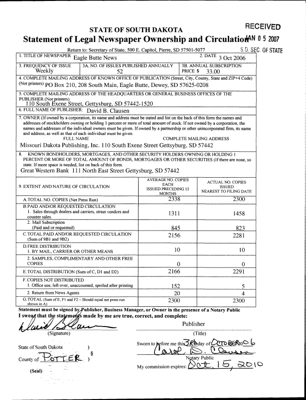 RECEIVED
JAN 05 2007
S.D. SEC. OF STATE
STATE OF SOUTH DAKOTA
Statement of Legal Newspaper Ownership and Circulation
Return to: Secretary of State, 500 E. Capitol, Pierre, SD 57501-5077
1. TITLE OF NEWSPAPER
Eagle Butte News
2. DATE
3 Oct 2006
3. FREQUENCY OF ISSUE
Weekly
3A. NO. OF ISSUES PUBLISHED ANNUALLY
52
3B. ANNUAL SUBSCRIPTION
PRICE $ 33.00
4. COMPLETE MAILING ADDRESS OF KNOWN OFFICE OF PUBLICATION (Street, City, County, State and ZIP+4 Code)
(Not printers) PO Box 210, 208 South Main, Eagle Butte, Dewey, SD 57625-0208
5. COMPLETE MAILING ADDRESS OF THE HEADQUARTERS OR GENERAL BUSINESS OFFICES OF THE
PUBLISHER (Not printers)
110 South Exene Street, Gettysburg, SD 57442-1520
6. FULL NAME OF PUBLISHER: David B. Clausen
7. OWNER (If owned by a corporation, its name and address must be stated and list on the back of this form the names and
addresses of stockholders owning or holding 1 percent or more of total amount of stock. If not owned by a corporation, the
names and addresses of the individual owners must be given. If owned by a partnership or other unincorporated firm, its name
and address, as well as that of each individual must be given.
FULL NAME
COMPLETE MAILING ADDRESS
Missouri Dakota Publishing, Inc. 110 South Exene Street Gettysburg, SD 57442
8. KNOWN BONDHOLDERS, MORTGAGES, AND OTHER SECURITY HOLDERS OWNING OR HOLDING 1
PERCENT OR MORE OF TOTAL AMOUNT OF BONDS, MORTGAGES OR OTHER SECURITIES (If there are none, so
state. If more space is needed, list on back of this form.
Great Western Bank 111 North East Street Gettysburg, SD 57442
9. EXTENT AND NATURE OF CIRCULATION
AVERAGE NO. COPIES
EACH
ISSUED PRECEDING 12
MONTHS
ACTUAL NO. COPIES
ISSUED
NEAREST TO FILING DATE
A. TOTAL NO. COPIES (Net Press Run) 2338 2300
B. PAID AND/OR REQUESTED CIRCULATION
1. Sales through dealers and carriers, street vendors and
counter sales. 1311 1458
2. Mail Subscription
(Paid and or requested) 845 823
C. TOTAL PAID AND/OR REQUESTED CIRCULATION
(Sum of 9B1 and 9B2) 2156 2281
D. FREE DISTRIBUTION
1. BY MAIL, CARRIER OR OTHER MEANS 10 10
2. SAMPLES, COMPLIMENTARY AND OTHER FREE
COPIES 0 0
E. TOTAL DISTRIBUTION (Sum of C, D1 and D2) 2166 2291
F. COPIES NOT DISTRIBUTED
1. Office use, left over, unaccounted, spoiled after printing 152 5
2. Return from News Agents 20 4
G. TOTAL (Sum of E, F1 and F2 – Should equal net press run
shown in A) 2300 2300
Statement must be signed by Publisher, Business Manager, or Owner in the presence of a Notary Public
I swear that the statements made by me are true, correct, and complete:
Publisher
(Signature)
(Title)
State of South Dakota )
§
County of POTTER )
Sworn to before me this 3rd day of OCTOBER 06
Carol D. Clausen
Notary Public
My commission expires: Oct 15, 2010
(Seal)